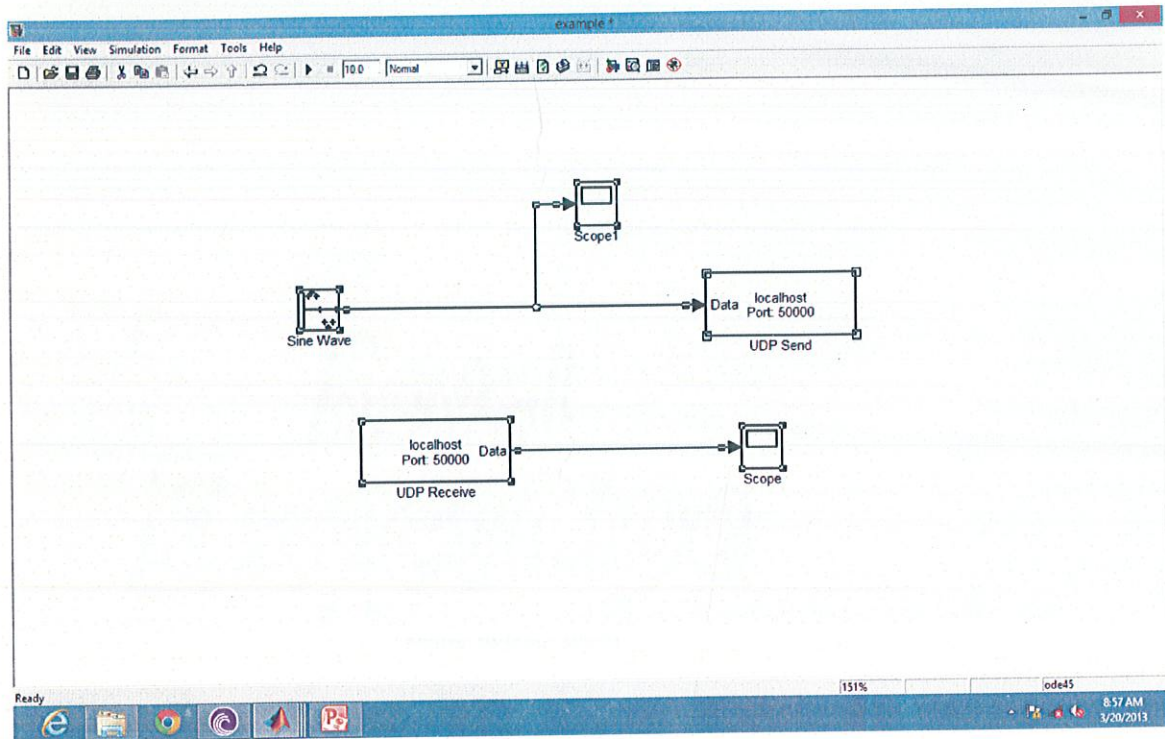 example *
File Edit View Simulation Format Tools Help
10.0 Normal
Scope1
Sine Wave
Data localhost
Port: 50000
UDP Send
localhost
Port: 50000 Data
UDP Receive
Scope
Ready 151% ode45
8:57 AM
3/20/2013